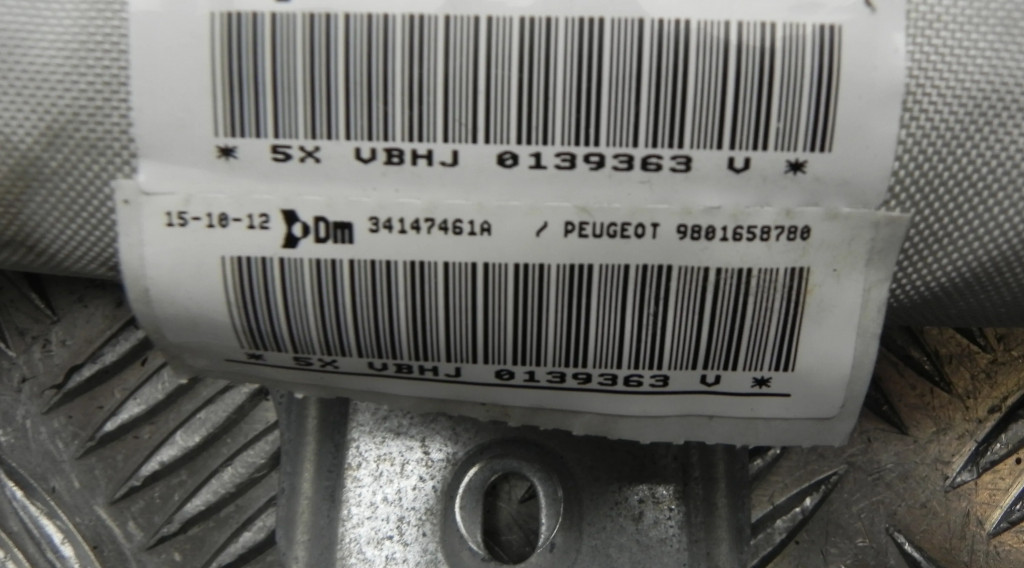 * 5X VBHJ 0139363 V *
15-10-12 Dm 34147461A / PEUGEOT 9801658780
* 5X VBHJ 0139363 V *